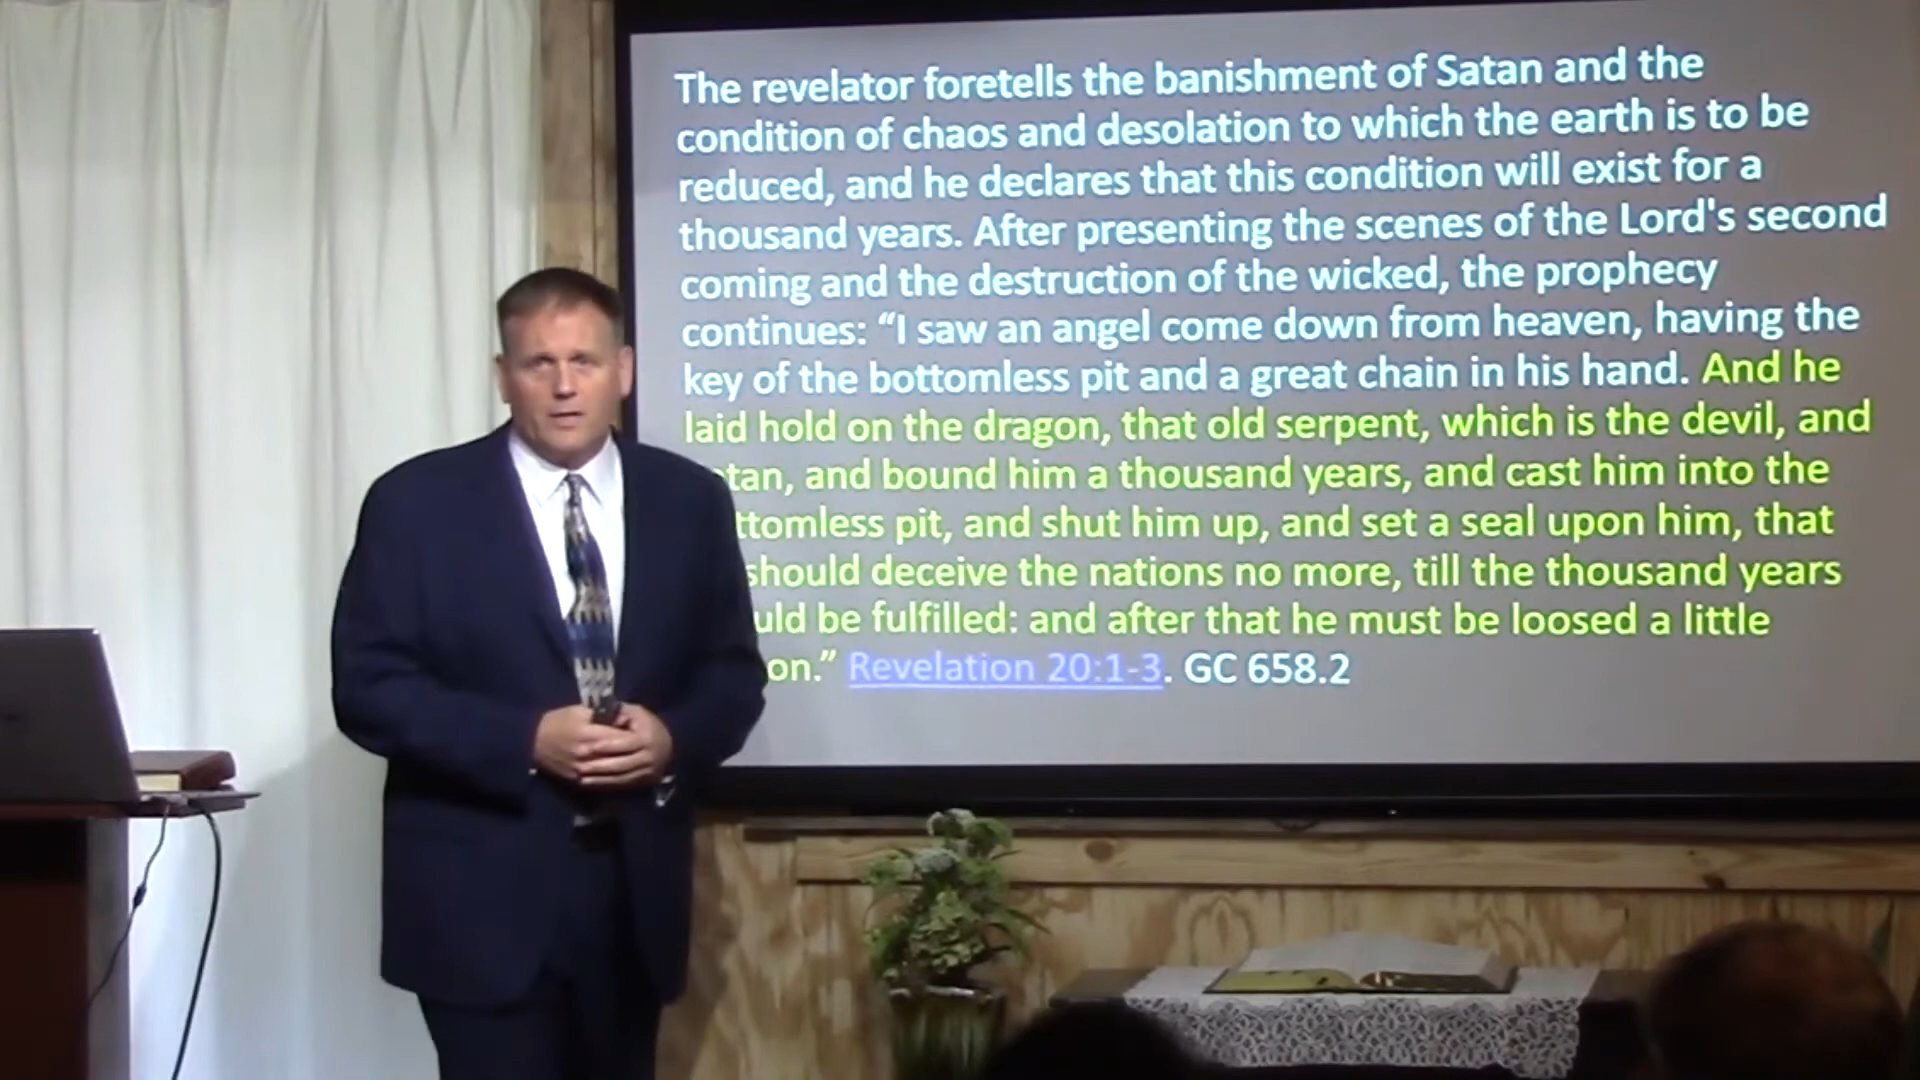 The revelator foretells the banishment of Satan and the
condition of chaos and desolation to which the earth is to be
reduced, and he declares that this condition will exist for a
thousand years. After presenting the scenes of the Lord's second
coming and the destruction of the wicked, the prophecy
continues: “I saw an angel come down from heaven, having the
key of the bottomless pit and a great chain in his hand. And he
laid hold on the dragon, that old serpent, which is the devil, and
tan, and bound him a thousand years, and cast him into the
ttomless pit, and shut him up, and set a seal upon him, that
should deceive the nations no more, till the thousand years
uld be fulfilled: and after that he must be loosed a little
on.” Revelation 20:1-3. GC 658.2